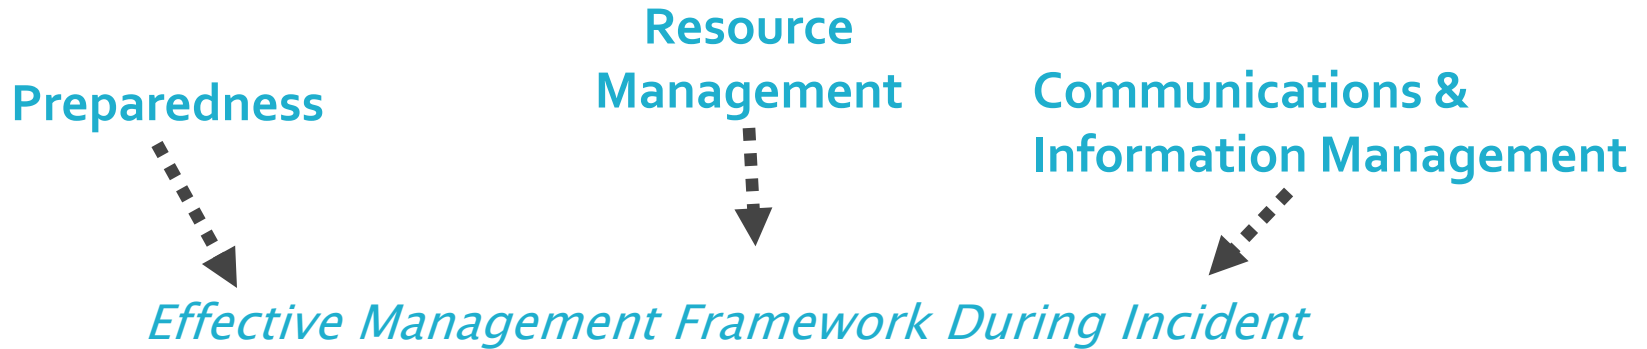 Preparedness
Resource
Management
Communications &
Information Management
Effective Management Framework During Incident